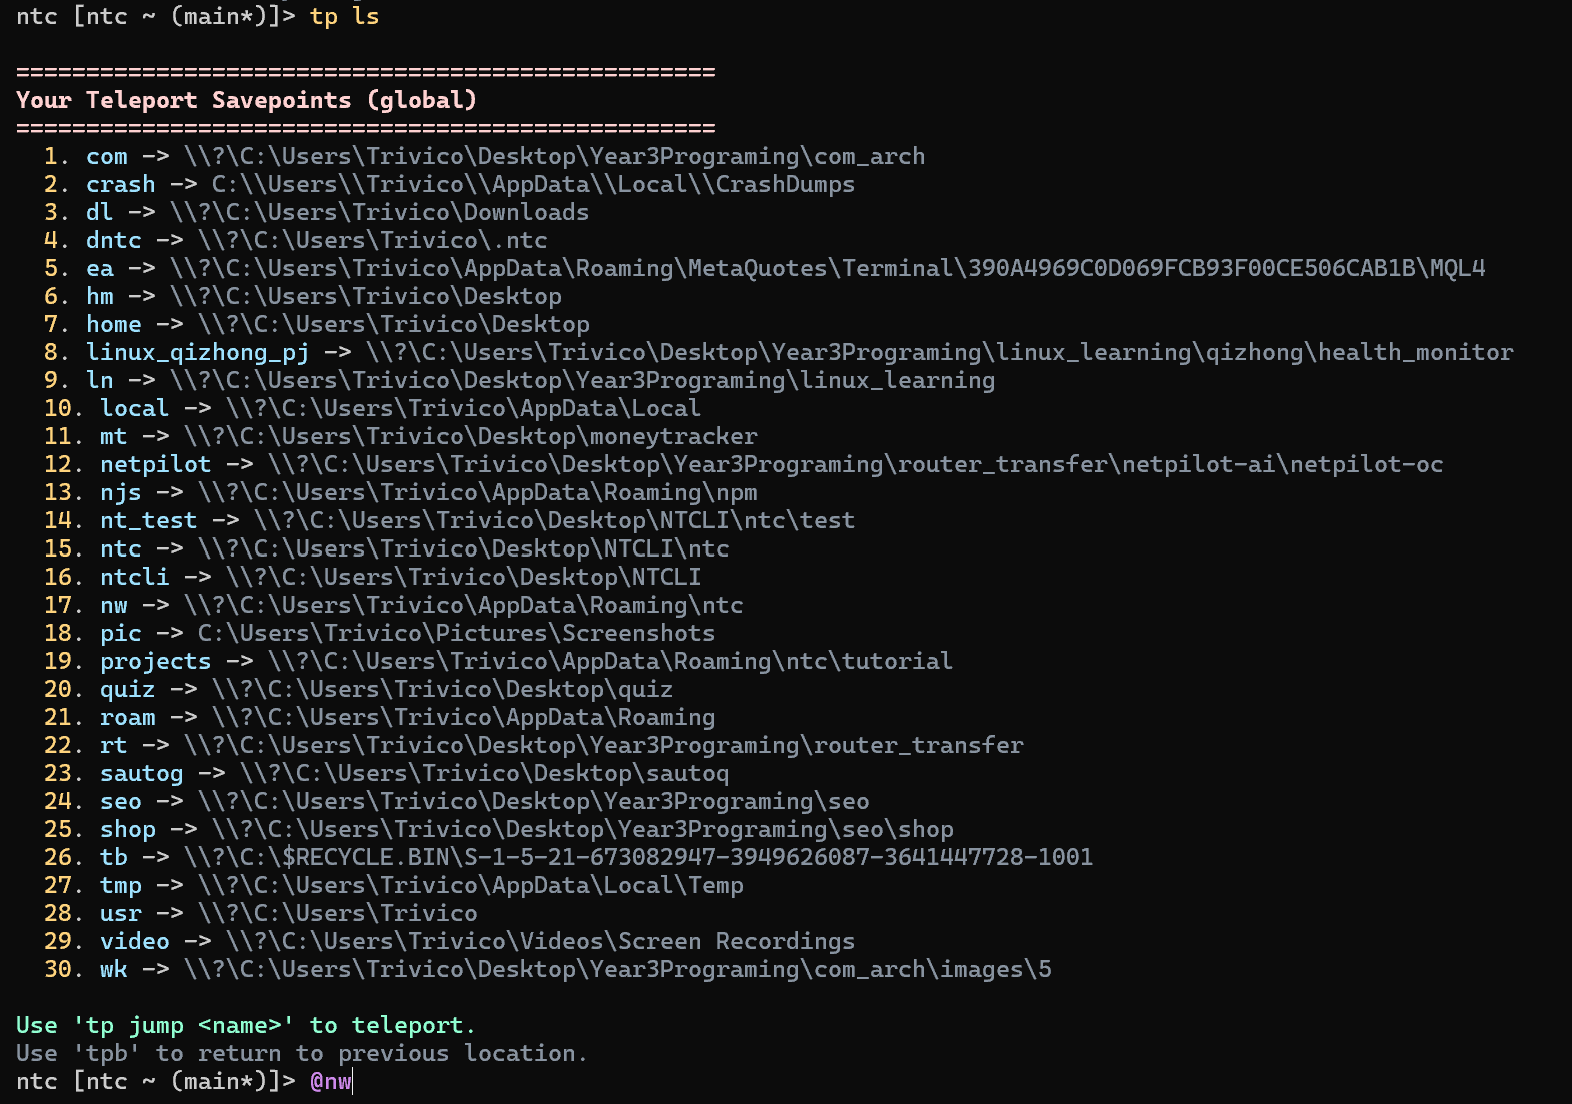 ntc [ntc ~ (main*)]> tp ls
==================================================
Your Teleport Savepoints (global)
==================================================
1. com -> \\?\C:\Users\Trivico\Desktop\Year3Programing\com_arch
2. crash -> C:\\Users\\Trivico\\AppData\\Local\\CrashDumps
3. dl -> \\?\C:\Users\Trivico\Downloads
4. dntc -> \\?\C:\Users\Trivico\.ntc
5. ea -> \\?\C:\Users\Trivico\AppData\Roaming\MetaQuotes\Terminal\390A4969C0D069FCB93F00CE506CAB1B\MQL4
6. hm -> \\?\C:\Users\Trivico\Desktop
7. home -> \\?\C:\Users\Trivico\Desktop
8. linux_qizhong_pj -> \\?\C:\Users\Trivico\Desktop\Year3Programing\linux_learning\qizhong\health_monitor
9. ln -> \\?\C:\Users\Trivico\Desktop\Year3Programing\linux_learning
10. local -> \\?\C:\Users\Trivico\AppData\Local
11. mt -> \\?\C:\Users\Trivico\Desktop\moneytracker
12. netpilot -> \\?\C:\Users\Trivico\Desktop\Year3Programing\router_transfer\netpilot-ai\netpilot-oc
13. njs -> \\?\C:\Users\Trivico\AppData\Roaming\npm
14. nt_test -> \\?\C:\Users\Trivico\Desktop\NTCLI\ntc\test
15. ntc -> \\?\C:\Users\Trivico\Desktop\NTCLI\ntc
16. ntcli -> \\?\C:\Users\Trivico\Desktop\NTCLI
17. nw -> \\?\C:\Users\Trivico\AppData\Roaming\ntc
18. pic -> C:\Users\Trivico\Pictures\Screenshots
19. projects -> \\?\C:\Users\Trivico\AppData\Roaming\ntc\tutorial
20. quiz -> \\?\C:\Users\Trivico\Desktop\quiz
21. roam -> \\?\C:\Users\Trivico\AppData\Roaming
22. rt -> \\?\C:\Users\Trivico\Desktop\Year3Programing\router_transfer
23. sautog -> \\?\C:\Users\Trivico\Desktop\sautoq
24. seo -> \\?\C:\Users\Trivico\Desktop\Year3Programing\seo
25. shop -> \\?\C:\Users\Trivico\Desktop\Year3Programing\seo\shop
26. tb -> \\?\C:\$RECYCLE.BIN\S-1-5-21-673082947-3949626087-3641447728-1001
27. tmp -> \\?\C:\Users\Trivico\AppData\Local\Temp
28. usr -> \\?\C:\Users\Trivico
29. video -> \\?\C:\Users\Trivico\Videos\Screen Recordings
30. wk -> \\?\C:\Users\Trivico\Desktop\Year3Programing\com_arch\images\5
Use 'tp jump <name>' to teleport.
Use 'tpb' to return to previous location.
ntc [ntc ~ (main*)]> @nw